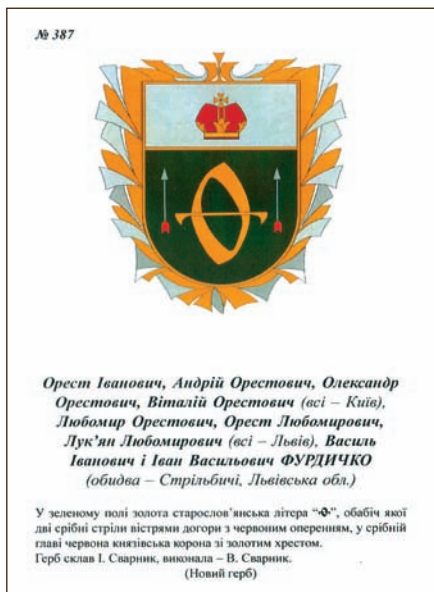 № 387
Орест Іванович, Андрій Орестович, Олександр
Орестович, Віталій Орестович (всі – Київ),
Любомир Орестович, Орест Любомирович,
Лук’ян Любомирович (всі – Львів), Василь
Іванович і Іван Васильович ФУРДИЧКО
(обидва – Стрільбичі, Львівська обл.)
У зеленому полі золота старослов’янська літера “Ѳ”, обабіч якої
дві срібні стріли вістрями догори з червоним оперенням, у срібній
главі червона князівська корона зі золотим хрестом.
Герб склав І. Сварник, виконала – В. Сварник.
(Новий герб)